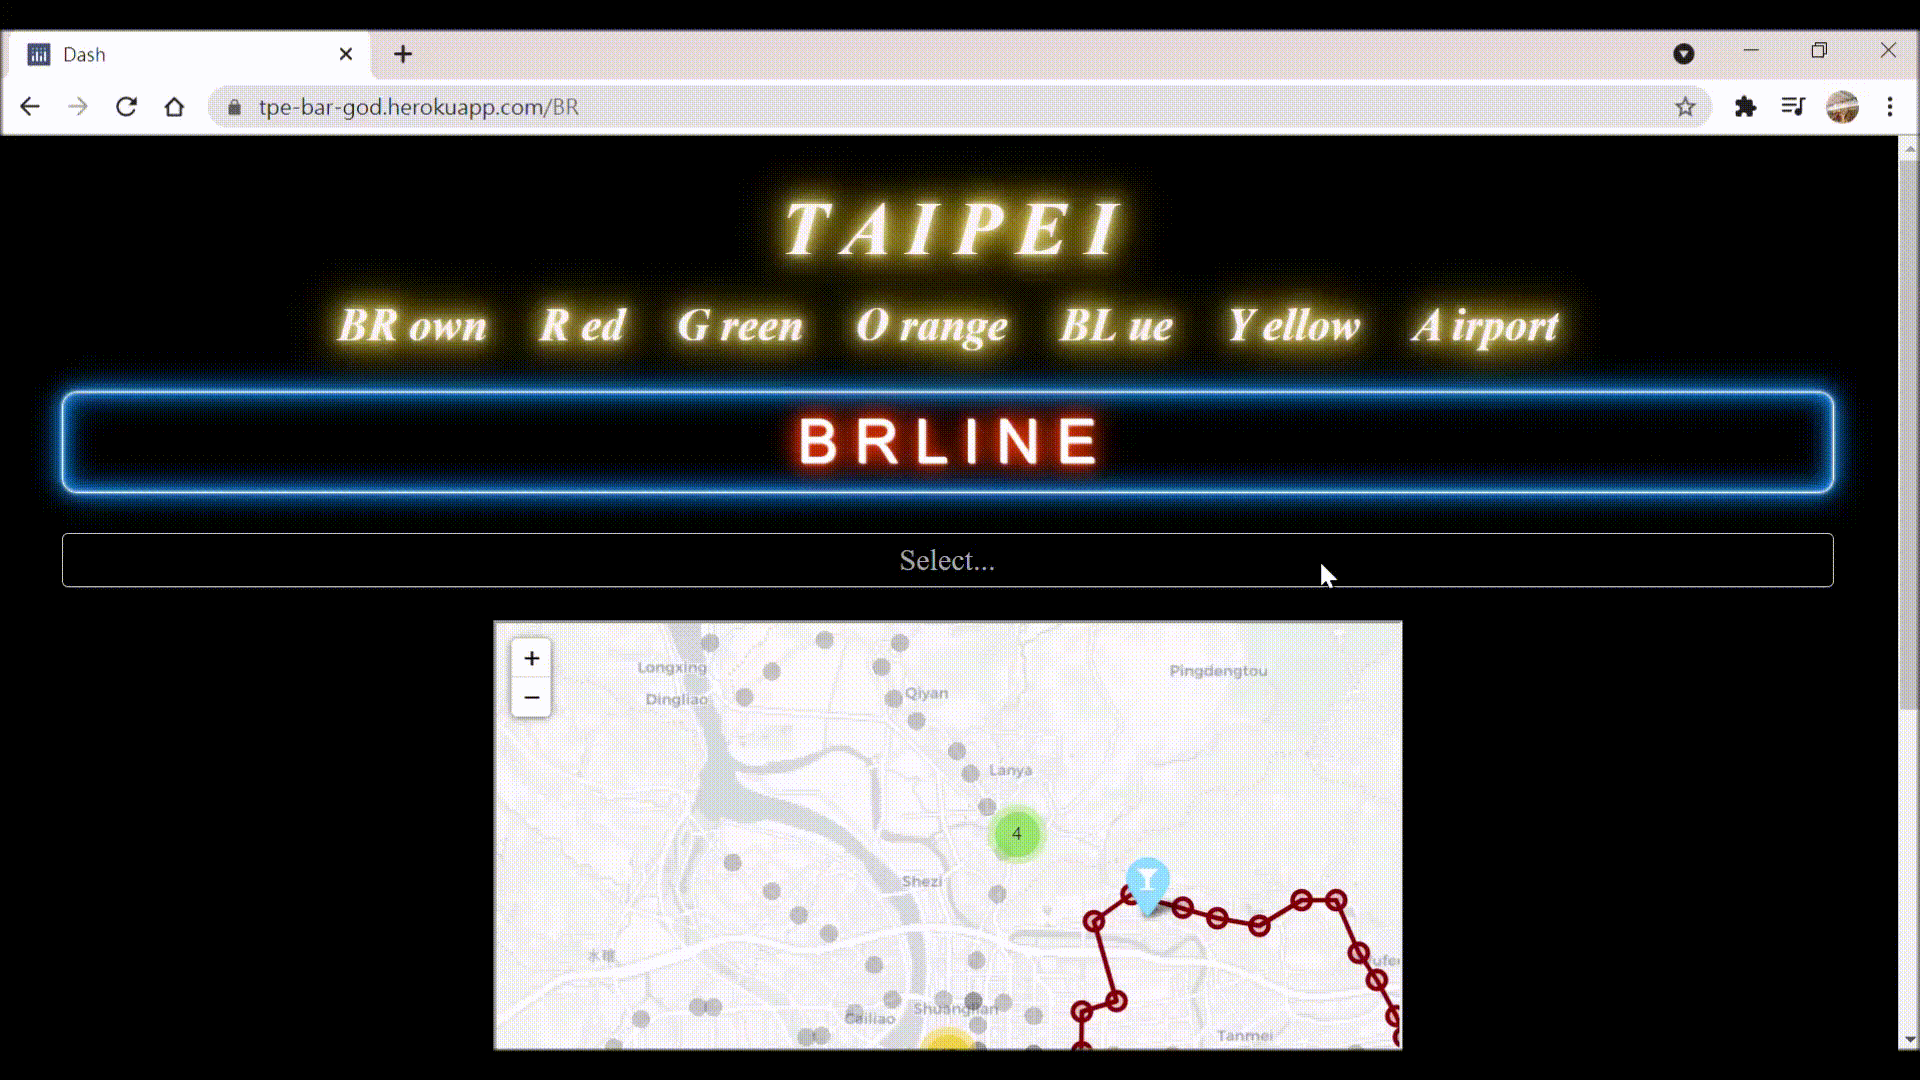 Dash
tpe-bar-god.herokuapp.com/BR
TAIPEI
BR own R ed G reen O range BL ue Y ellow A irport
BRLINE
Select...
+
−
Longxing
Pingdengtou
Dingliao
Qiyan
Lanya
4
Shezi
Shuanglian
Cailiao
Tanmei